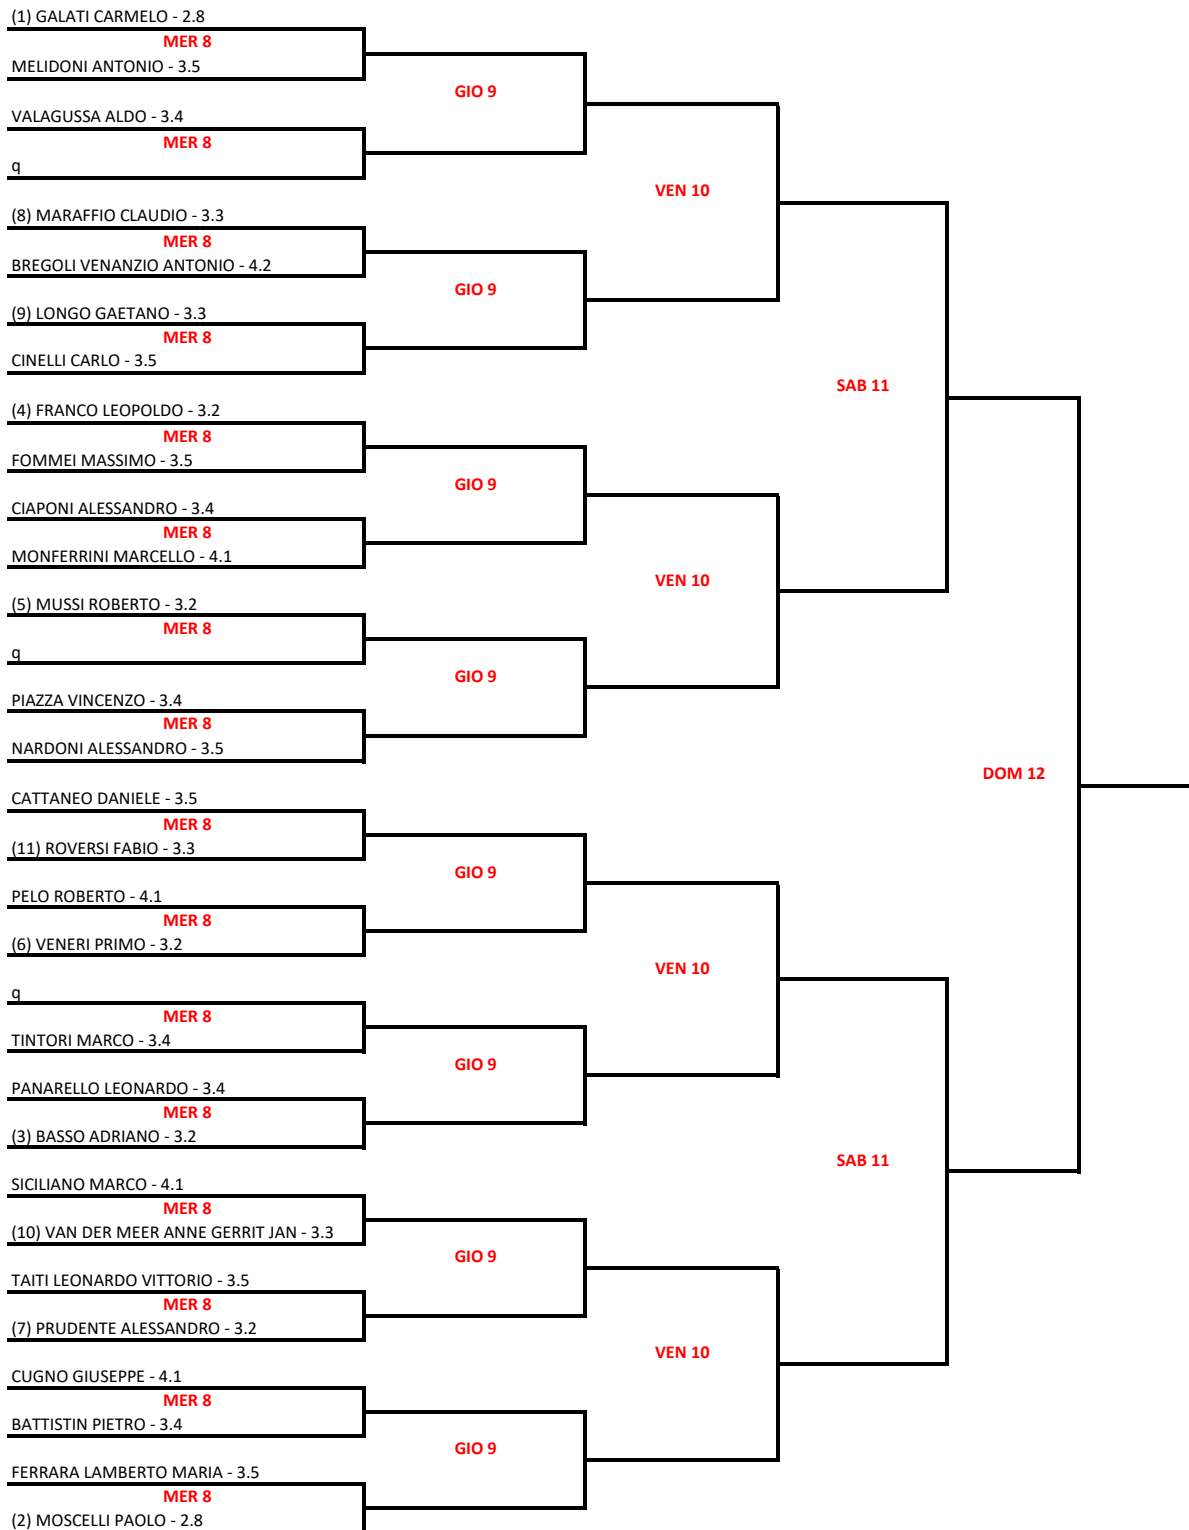 (1) GALATI CARMELO - 2.8
MER 8
MELIDONI ANTONIO - 3.5
GIO 9
VALAGUSSA ALDO - 3.4
MER 8
q
VEN 10
(8) MARAFFIO CLAUDIO - 3.3
MER 8
BREGOLI VENANZIO ANTONIO - 4.2
GIO 9
(9) LONGO GAETANO - 3.3
MER 8
CINELLI CARLO - 3.5
SAB 11
(4) FRANCO LEOPOLDO - 3.2
MER 8
FOMMEI MASSIMO - 3.5
GIO 9
CIAPONI ALESSANDRO - 3.4
MER 8
MONFERRINI MARCELLO - 4.1
VEN 10
(5) MUSSI ROBERTO - 3.2
MER 8
q
GIO 9
PIAZZA VINCENZO - 3.4
MER 8
NARDONI ALESSANDRO - 3.5
DOM 12
CATTANEO DANIELE - 3.5
MER 8
(11) ROVERSI FABIO - 3.3
GIO 9
PELO ROBERTO - 4.1
MER 8
(6) VENERI PRIMO - 3.2
VEN 10
q
MER 8
TINTORI MARCO - 3.4
GIO 9
PANARELLO LEONARDO - 3.4
MER 8
(3) BASSO ADRIANO - 3.2
SAB 11
SICILIANO MARCO - 4.1
MER 8
(10) VAN DER MEER ANNE GERRIT JAN - 3.3
GIO 9
TAITI LEONARDO VITTORIO - 3.5
MER 8
(7) PRUDENTE ALESSANDRO - 3.2
VEN 10
CUGNO GIUSEPPE - 4.1
MER 8
BATTISTIN PIETRO - 3.4
GIO 9
FERRARA LAMBERTO MARIA - 3.5
MER 8
(2) MOSCELLI PAOLO - 2.8